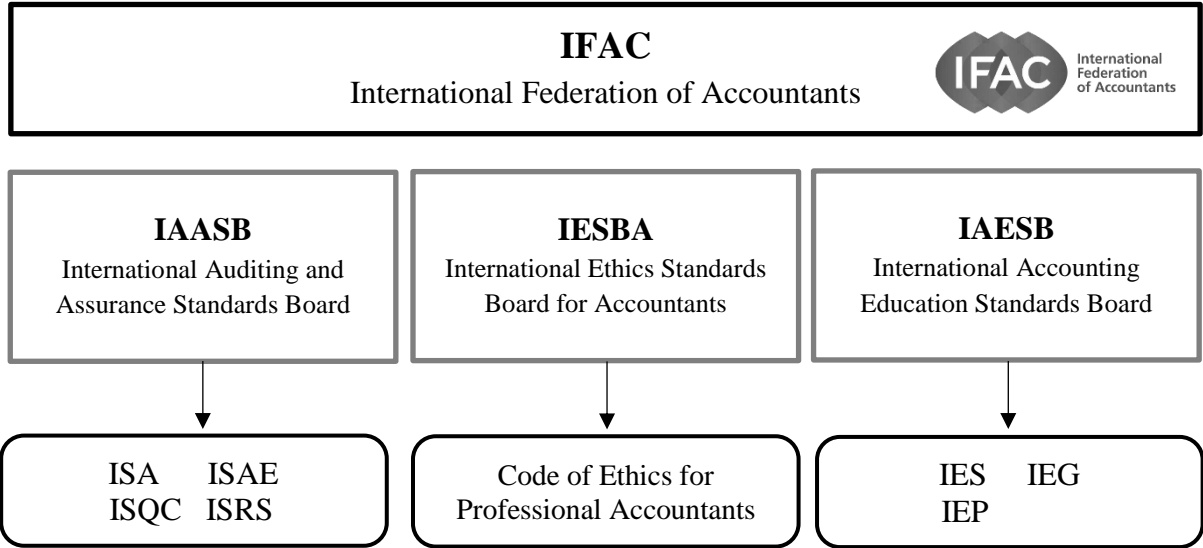 IFAC
International Federation of Accountants
IFAC
International
Federation
of Accountants
IAASB
International Auditing and
Assurance Standards Board
IESBA
International Ethics Standards
Board for Accountants
IAESB
International Accounting
Education Standards Board
ISA ISAE
ISQC ISRS
Code of Ethics for
Professional Accountants
IES IEG
IEP